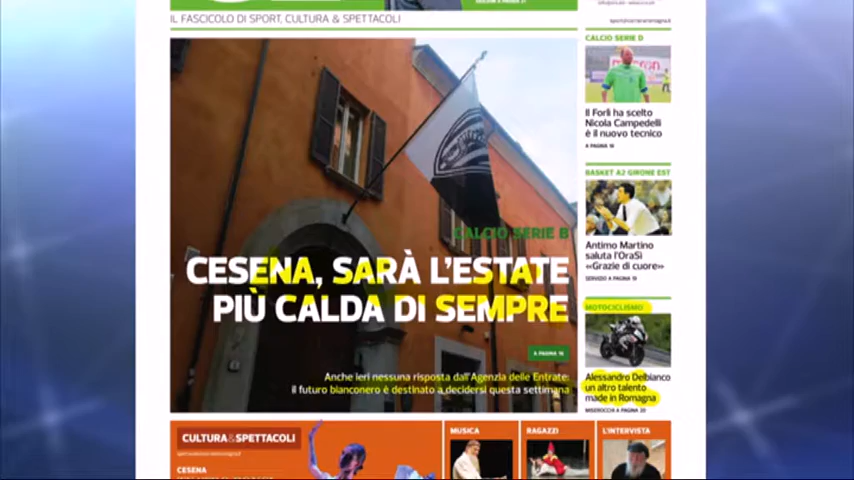 IL FASCICOLO DI SPORT, CULTURA & SPETTACOLI
CALCIO SERIE B
CESENA, SARÀ L'ESTATE
PIÙ CALDA DI SEMPRE
A PAGINA 16
Anche ieri nessuna risposta dall'Agenzia delle Entrate:
il futuro bianconero è destinato a decidersi questa settimana
CALCIO SERIE D
Il Forlì ha scelto
Nicola Campedelli
è il nuovo tecnico
BASKET A2 GIRONE EST
Antimo Martino
saluta l'OraSì
«Grazie di cuore»
SERVIZIO A PAGINA
MOTOCICLISMO
Alessandro Delbianco
un altro talento
made in Romagna
MISEROCCHI A PAGINA 20
CULTURA&SPETTACOLI
CESENA
MUSICA
RAGAZZI
L'INTERVISTA